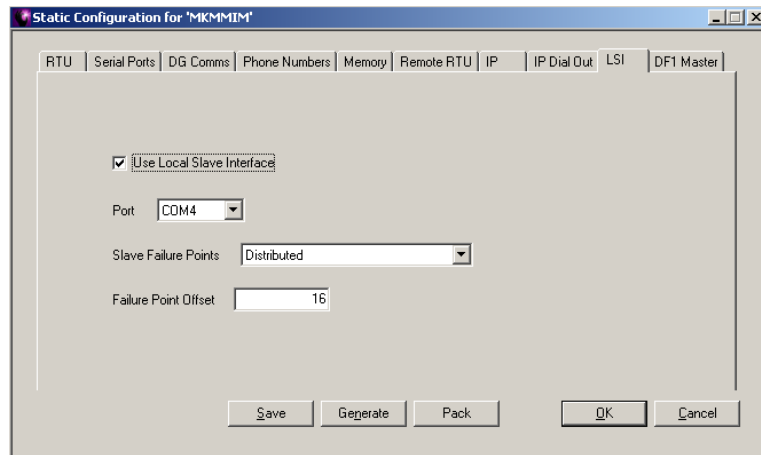 Static Configuration for 'MKMMIM'
RTU Serial Ports DG Comms Phone Numbers Memory Remote RTU IP IP Dial Out LSI DF1 Master
Use Local Slave Interface
Port COM4
Slave Failure Points Distributed
Failure Point Offset 16
Save Generate Pack OK Cancel